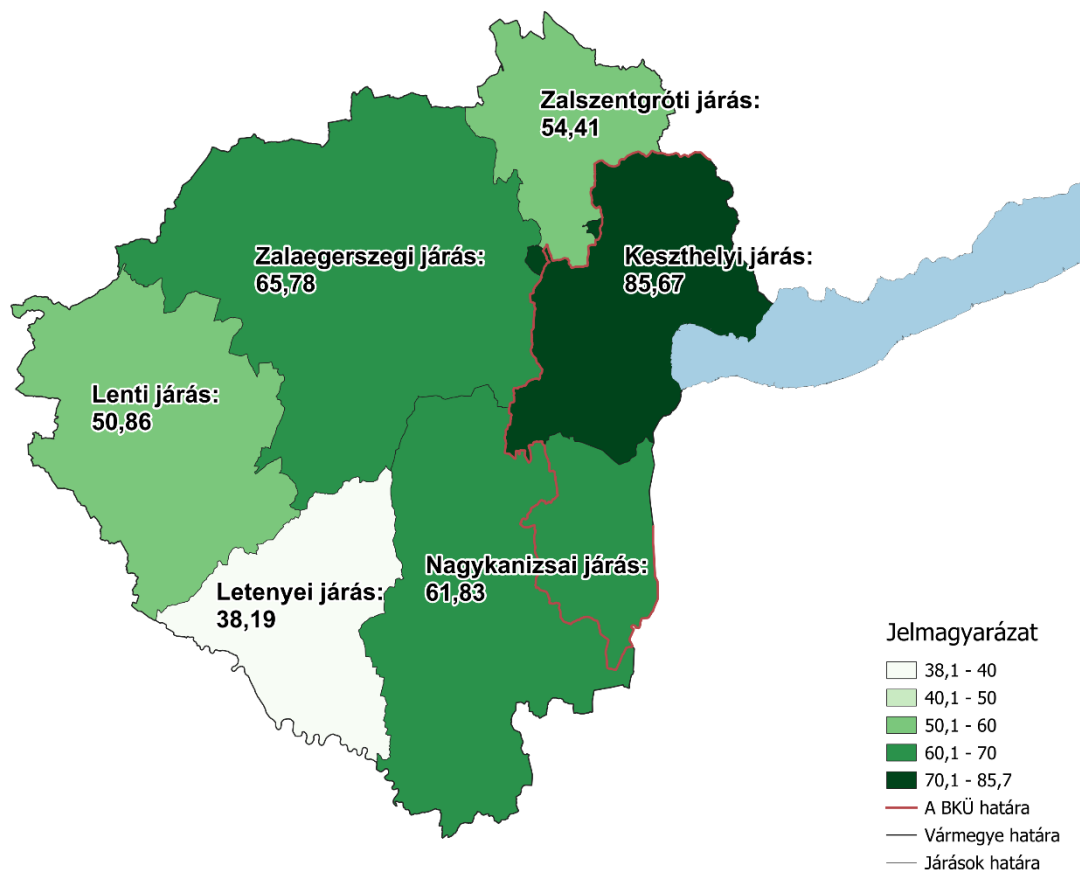 Zalszentgróti járás:
54,41
Zalaegerszegi járás:
65,78
Keszthelyi járás:
85,67
Lenti járás:
50,86
Nagykanizsai járás:
61,83
Letenyei járás:
38,19
Jelmagyarázat
38,1 - 40
40,1 - 50
50,1 - 60
60,1 - 70
70,1 - 85,7
A BKÜ határa
Vármegye határa
Járások határa